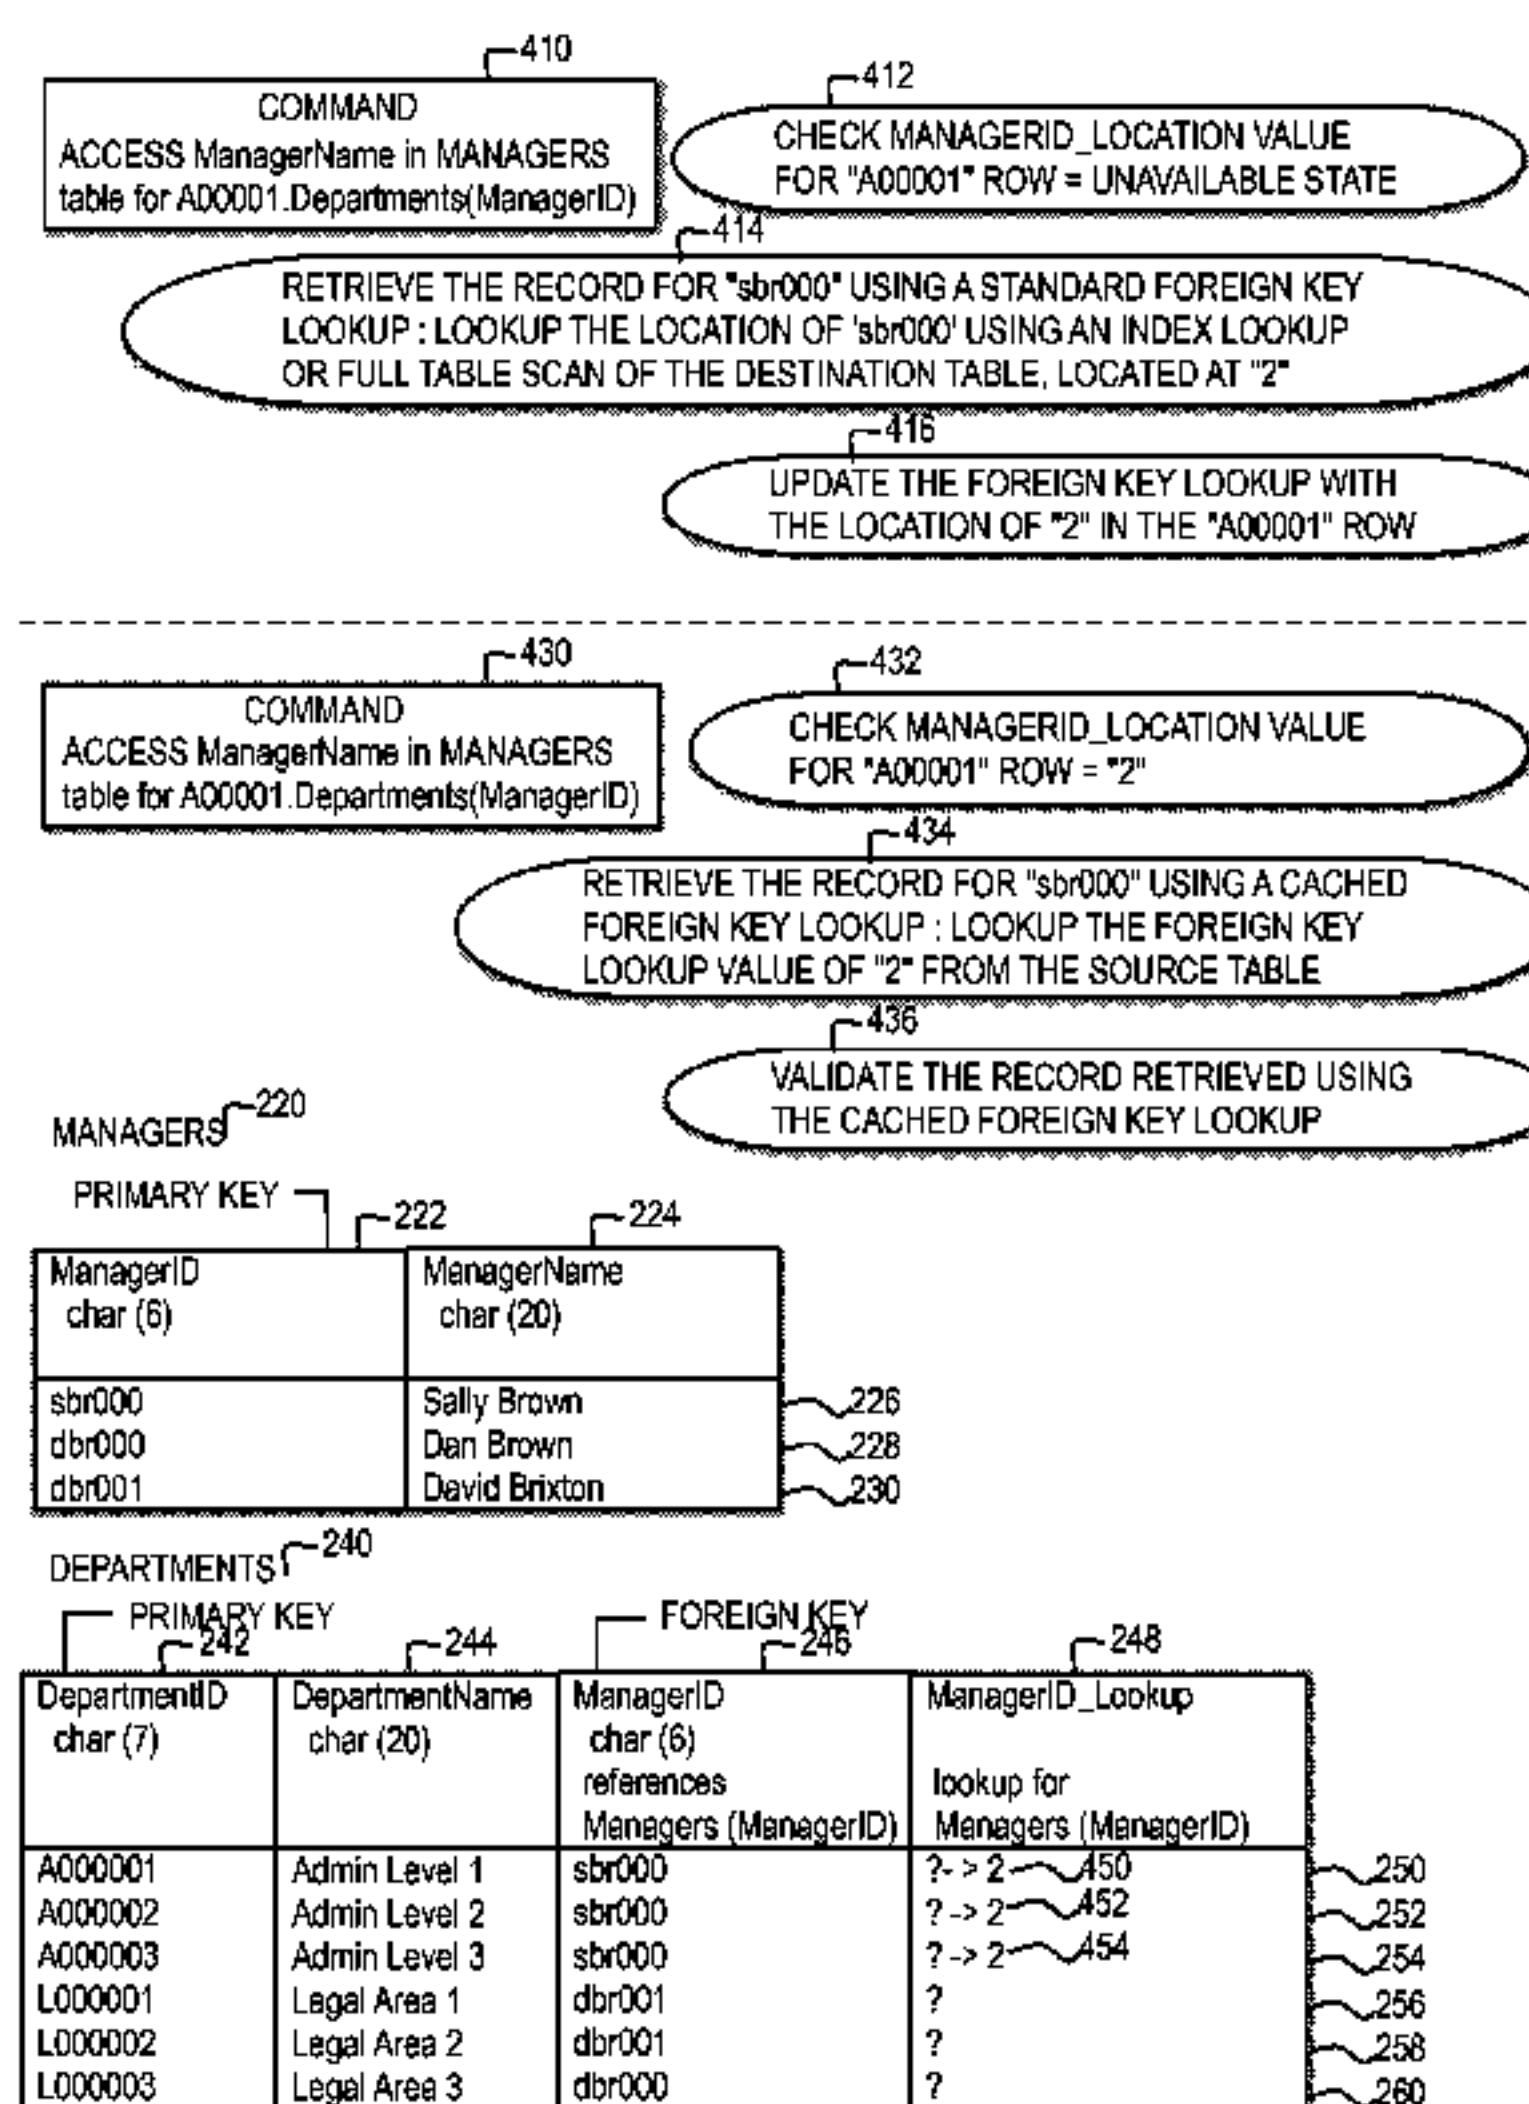 410
COMMAND
ACCESS ManagerName in MANAGERS
table for A00001.Departments(ManagerID)
412
CHECK MANAGERID_LOCATION VALUE
FOR "A00001" ROW = UNAVAILABLE STATE
414
RETRIEVE THE RECORD FOR "sbr000" USING A STANDARD FOREIGN KEY
LOOKUP : LOOKUP THE LOCATION OF 'sbr000' USING AN INDEX LOOKUP
OR FULL TABLE SCAN OF THE DESTINATION TABLE, LOCATED AT "2"
416
UPDATE THE FOREIGN KEY LOOKUP WITH
THE LOCATION OF "2" IN THE "A00001" ROW
430
COMMAND
ACCESS ManagerName in MANAGERS
table for A00001.Departments(ManagerID)
432
CHECK MANAGERID_LOCATION VALUE
FOR "A00001" ROW = "2"
434
RETRIEVE THE RECORD FOR "sbr000" USING A CACHED
FOREIGN KEY LOOKUP : LOOKUP THE FOREIGN KEY
LOOKUP VALUE OF "2" FROM THE SOURCE TABLE
436
VALIDATE THE RECORD RETRIEVED USING
THE CACHED FOREIGN KEY LOOKUP
MANAGERS 220
PRIMARY KEY 222 224
ManagerID ManagerName
char (6) char (20)
sbr000 Sally Brown 226
dbr000 Dan Brown 228
dbr001 David Brixton 230
DEPARTMENTS 240
PRIMARY KEY FOREIGN KEY
242 244 246 248
DepartmentID DepartmentName ManagerID ManagerID_Lookup
char (7) char (20) char (6)
references lookup for
Managers (ManagerID) Managers (ManagerID)
A000001 Admin Level 1 sbr000 ?- > 2 450 250
A000002 Admin Level 2 sbr000 ? -> 2 452 252
A000003 Admin Level 3 sbr000 ? -> 2 454 254
L000001 Legal Area 1 dbr001 ? 256
L000002 Legal Area 2 dbr001 ? 258
L000003 Legal Area 3 dbr000 ? 260